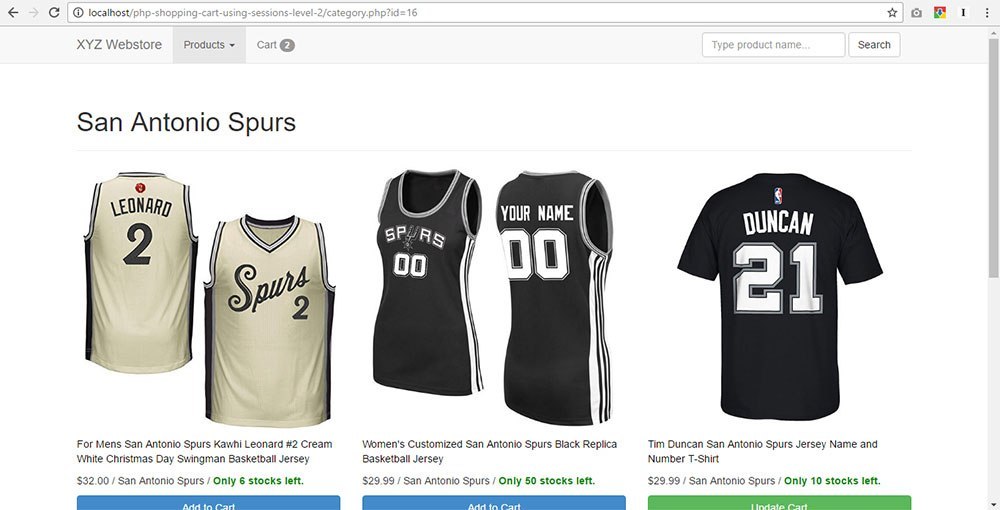 localhost/php-shopping-cart-using-sessions-level-2/category.php?id=16
XYZ Webstore Products Cart 2 Type product name... Search
San Antonio Spurs
LEONARD
2
Spurs
2
SPURS
00
YOUR NAME
00
DUNCAN
21
For Mens San Antonio Spurs Kawhi Leonard #2 Cream
White Christmas Day Swingman Basketball Jersey
$32.00 / San Antonio Spurs / Only 6 stocks left.
Add to Cart
Women's Customized San Antonio Spurs Black Replica
Basketball Jersey
$29.99 / San Antonio Spurs / Only 50 stocks left.
Add to Cart
Tim Duncan San Antonio Spurs Jersey Name and
Number T-Shirt
$29.99 / San Antonio Spurs / Only 10 stocks left.
Update Cart